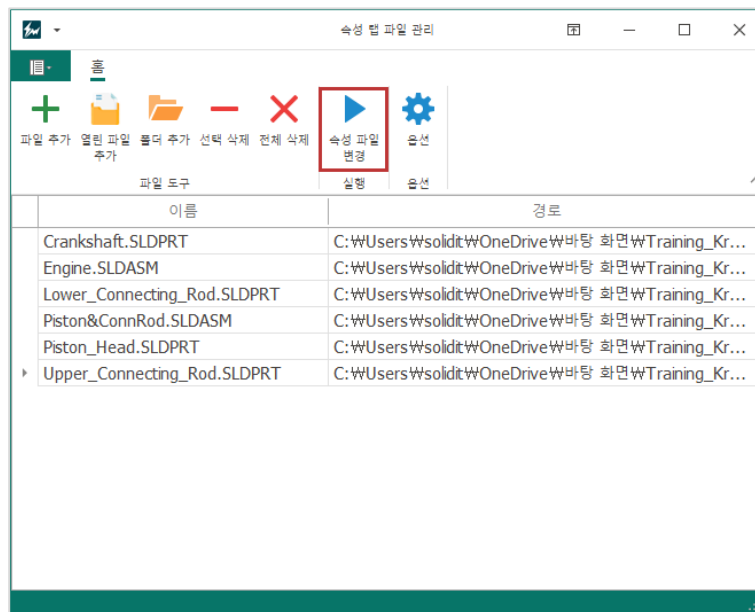 속성 탭 파일 관리
홈
파일 추가 열린 파일 추가 폴더 추가 선택 삭제 전체 삭제 속성 파일 변경 옵션
파일 도구 실행 옵션
이름 경로
Crankshaft.SLDPRT C:₩Users₩solidit₩OneDrive₩바탕 화면₩Training_Kr...
Engine.SLDASM C:₩Users₩solidit₩OneDrive₩바탕 화면₩Training_Kr...
Lower_Connecting_Rod.SLDPRT C:₩Users₩solidit₩OneDrive₩바탕 화면₩Training_Kr...
Piston&ConnRod.SLDASM C:₩Users₩solidit₩OneDrive₩바탕 화면₩Training_Kr...
Piston_Head.SLDPRT C:₩Users₩solidit₩OneDrive₩바탕 화면₩Training_Kr...
Upper_Connecting_Rod.SLDPRT C:₩Users₩solidit₩OneDrive₩바탕 화면₩Training_Kr...